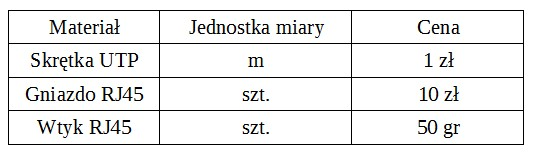 Materiał Jednostka miary Cena
Skrętka UTP m 1 zł
Gniazdo RJ45 szt. 10 zł
Wtyk RJ45 szt. 50 gr